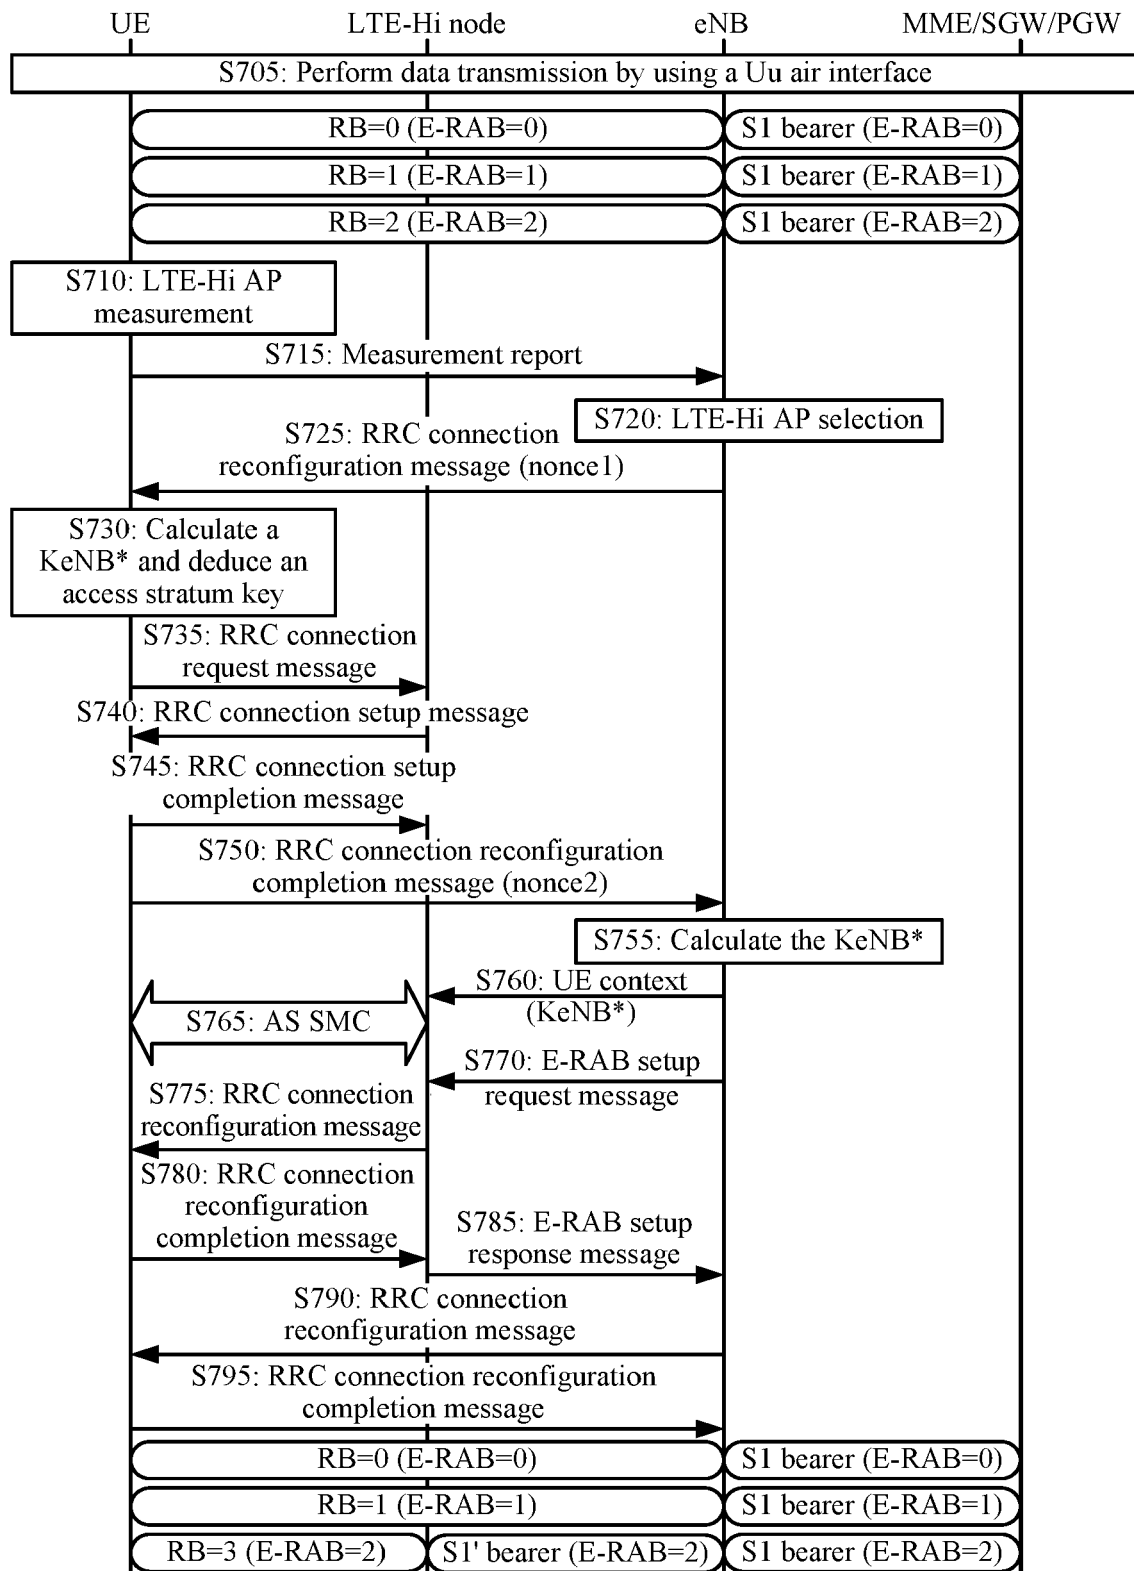 UE LTE-Hi node eNB MME/SGW/PGW
S705: Perform data transmission by using a Uu air interface
RB=0 (E-RAB=0) S1 bearer (E-RAB=0)
RB=1 (E-RAB=1) S1 bearer (E-RAB=1)
RB=2 (E-RAB=2) S1 bearer (E-RAB=2)
S710: LTE-Hi AP
measurement
S715: Measurement report
S720: LTE-Hi AP selection
S725: RRC connection
reconfiguration message (nonce1)
S730: Calculate a
KeNB* and deduce an
access stratum key
S735: RRC connection
request message
S740: RRC connection setup message
S745: RRC connection setup
completion message
S750: RRC connection reconfiguration
completion message (nonce2)
S755: Calculate the KeNB*
S760: UE context
(KeNB*)
S765: AS SMC
S770: E-RAB setup
request message
S775: RRC connection
reconfiguration message
S780: RRC connection
reconfiguration
completion message
S785: E-RAB setup
response message
S790: RRC connection
reconfiguration message
S795: RRC connection reconfiguration
completion message
RB=0 (E-RAB=0) S1 bearer (E-RAB=0)
RB=1 (E-RAB=1) S1 bearer (E-RAB=1)
RB=3 (E-RAB=2) S1' bearer (E-RAB=2) S1 bearer (E-RAB=2)